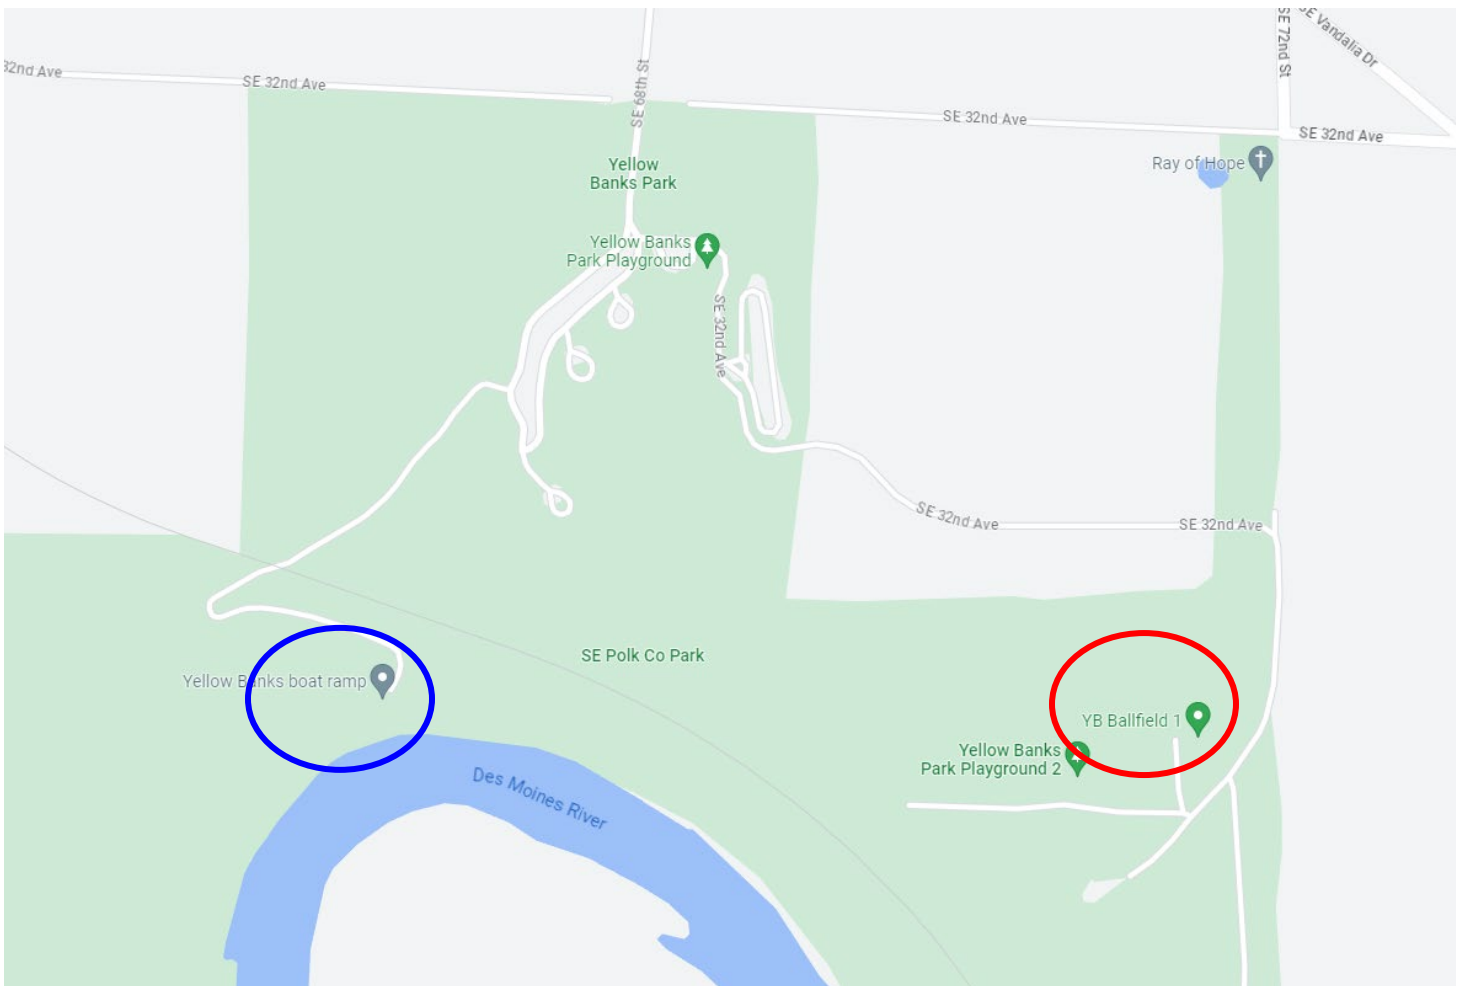 SE Vandalia Dr
SE 72nd St
32nd Ave
SE 32nd Ave
SE 68th St
SE 32nd Ave
SE 32nd Ave
Yellow
Banks Park
Ray of Hope
Yellow Banks
Park Playground
SE 32nd Ave
SE 32nd Ave
SE 32nd Ave
SE Polk Co Park
Yellow Banks boat ramp
YB Ballfield 1
Yellow Banks
Park Playground 2
Des Moines River